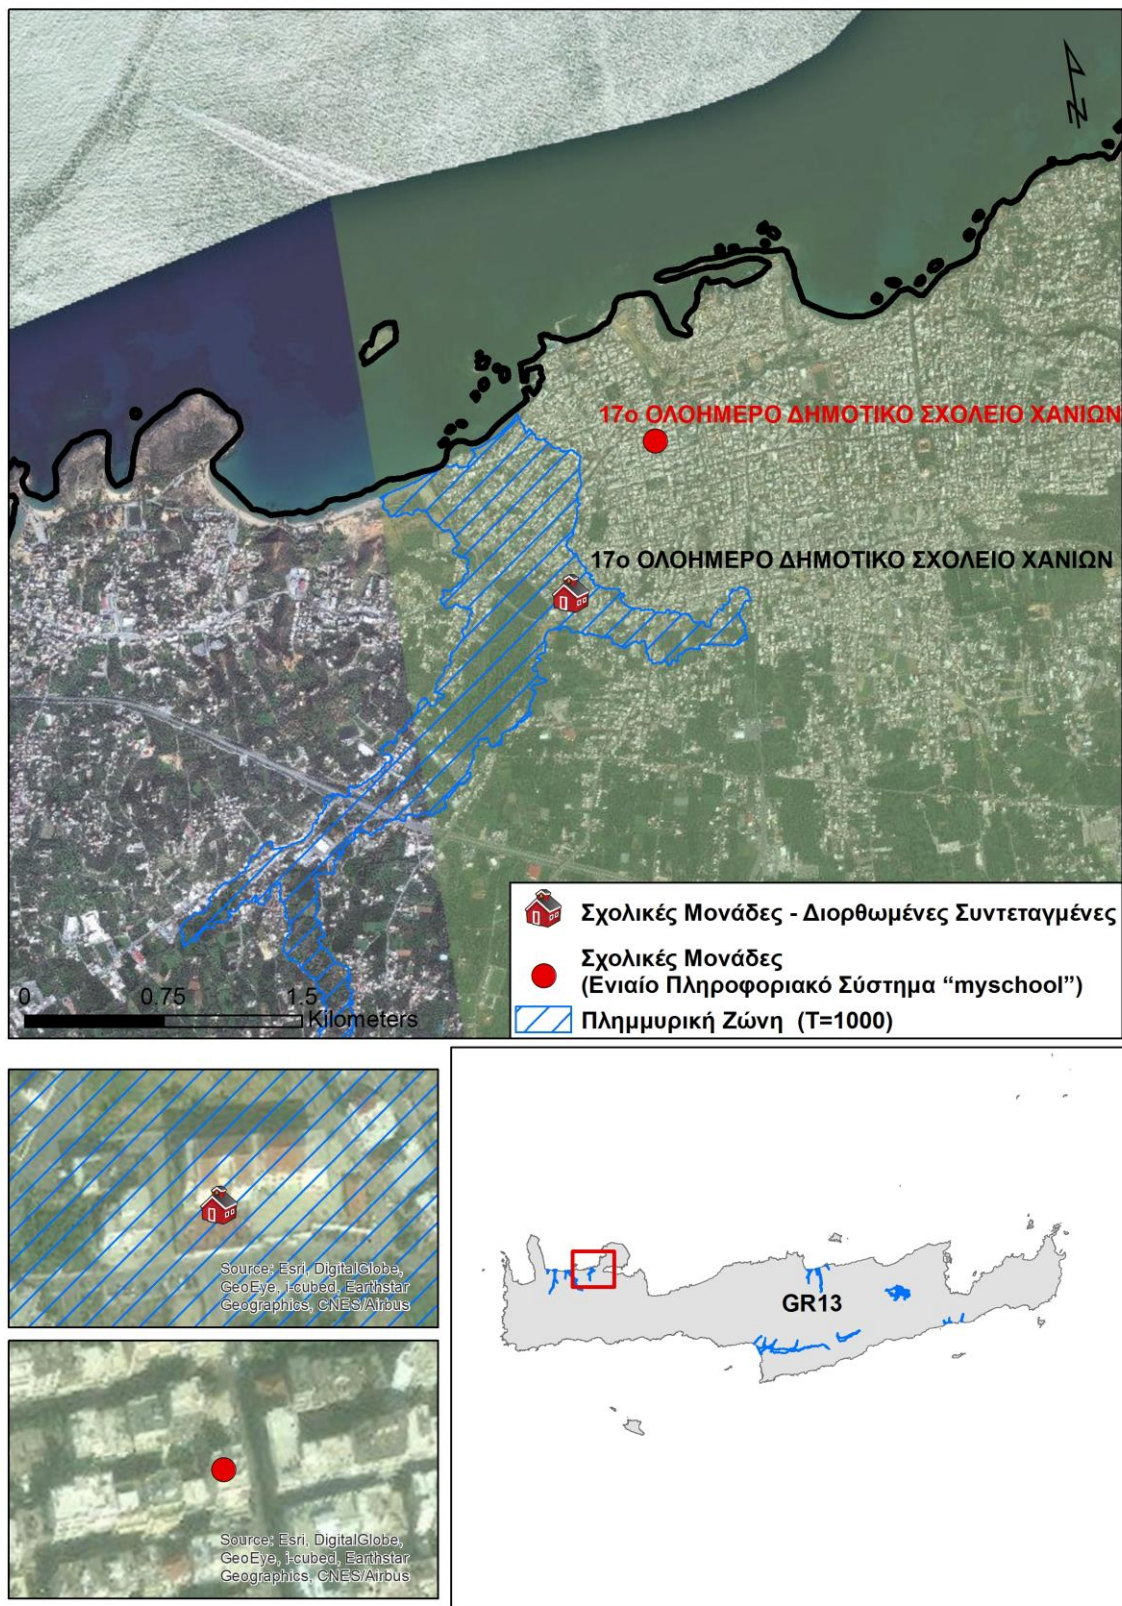 N
17ο ΟΛΟΗΜΕΡΟ ΔΗΜΟΤΙΚΟ ΣΧΟΛΕΙΟ ΧΑΝΙΩΝ
17ο ΟΛΟΗΜΕΡΟ ΔΗΜΟΤΙΚΟ ΣΧΟΛΕΙΟ ΧΑΝΙΩΝ
Σχολικές Μονάδες - Διορθωμένες Συντεταγμένες
Σχολικές Μονάδες
(Ενιαίο Πληροφοριακό Σύστημα “myschool”)
Πλημμυρική Ζώνη (Τ=1000)
0 0.75 1.5
Kilometers
Source: Esri, DigitalGlobe,
GeoEye, i-cubed, Earthstar
Geographics, CNES/Airbus
GR13
Source: Esri, DigitalGlobe,
GeoEye, i-cubed, Earthstar
Geographics, CNES/Airbus